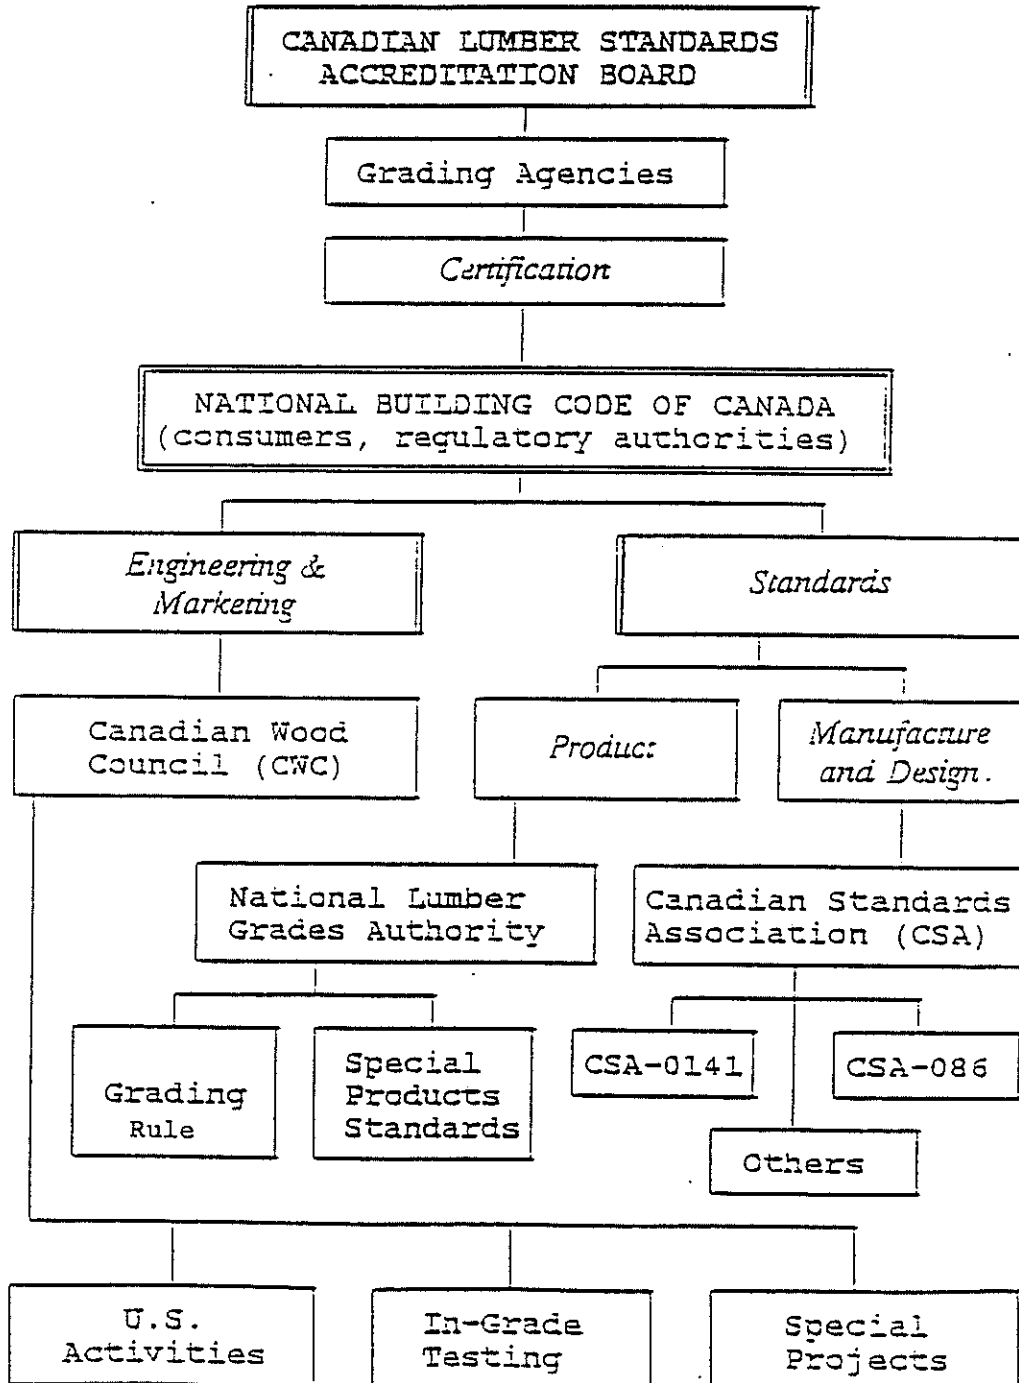 CANADIAN LUMBER STANDARDS
ACCREDITATION BOARD
Grading Agencies
Certification
NATIONAL BUILDING CODE OF CANADA
(consumers, regulatory authorities)
Engineering &
Marketing
Standards
Canadian Wood
Council (CWC)
Product
Manufacture
and Design.
National Lumber
Grades Authority
Canadian Standards
Association (CSA)
Grading
Rule
Special
Products
Standards
CSA-0141
CSA-086
Others
U.S.
Activities
In-Grade
Testing
Special
Projects